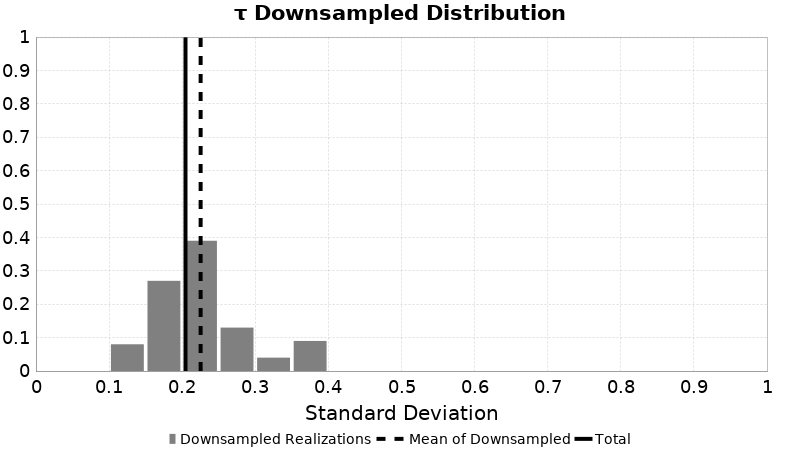 τ Downsampled Distribution
1
0.9
0.8
0.7
0.6
0.5
0.4
0.3
0.2
0.1
0
0 0.1 0.2 0.3 0.4 0.5 0.6 0.7 0.8 0.9 1
Standard Deviation
Downsampled Realizations Mean of Downsampled Total